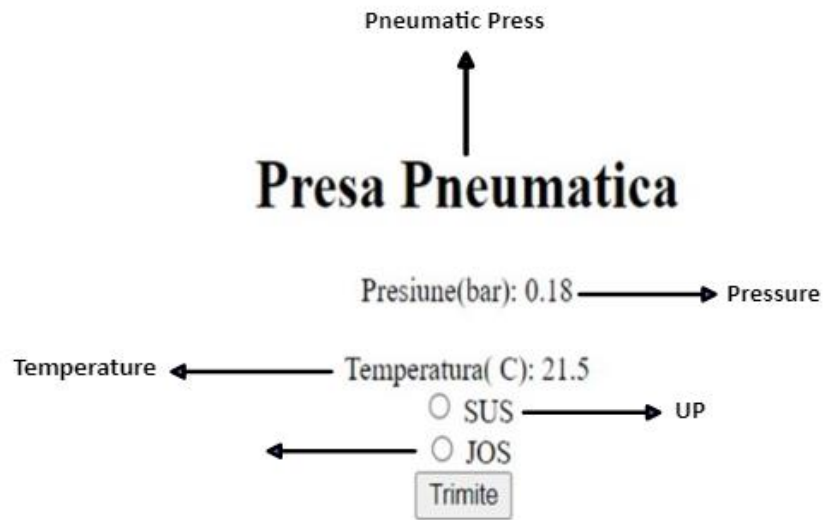 Pneumatic Press
Presa Pneumatica
Presiune(bar): 0.18 Pressure
Temperature Temperatura( C): 21.5
SUS UP
JOS
Trimite